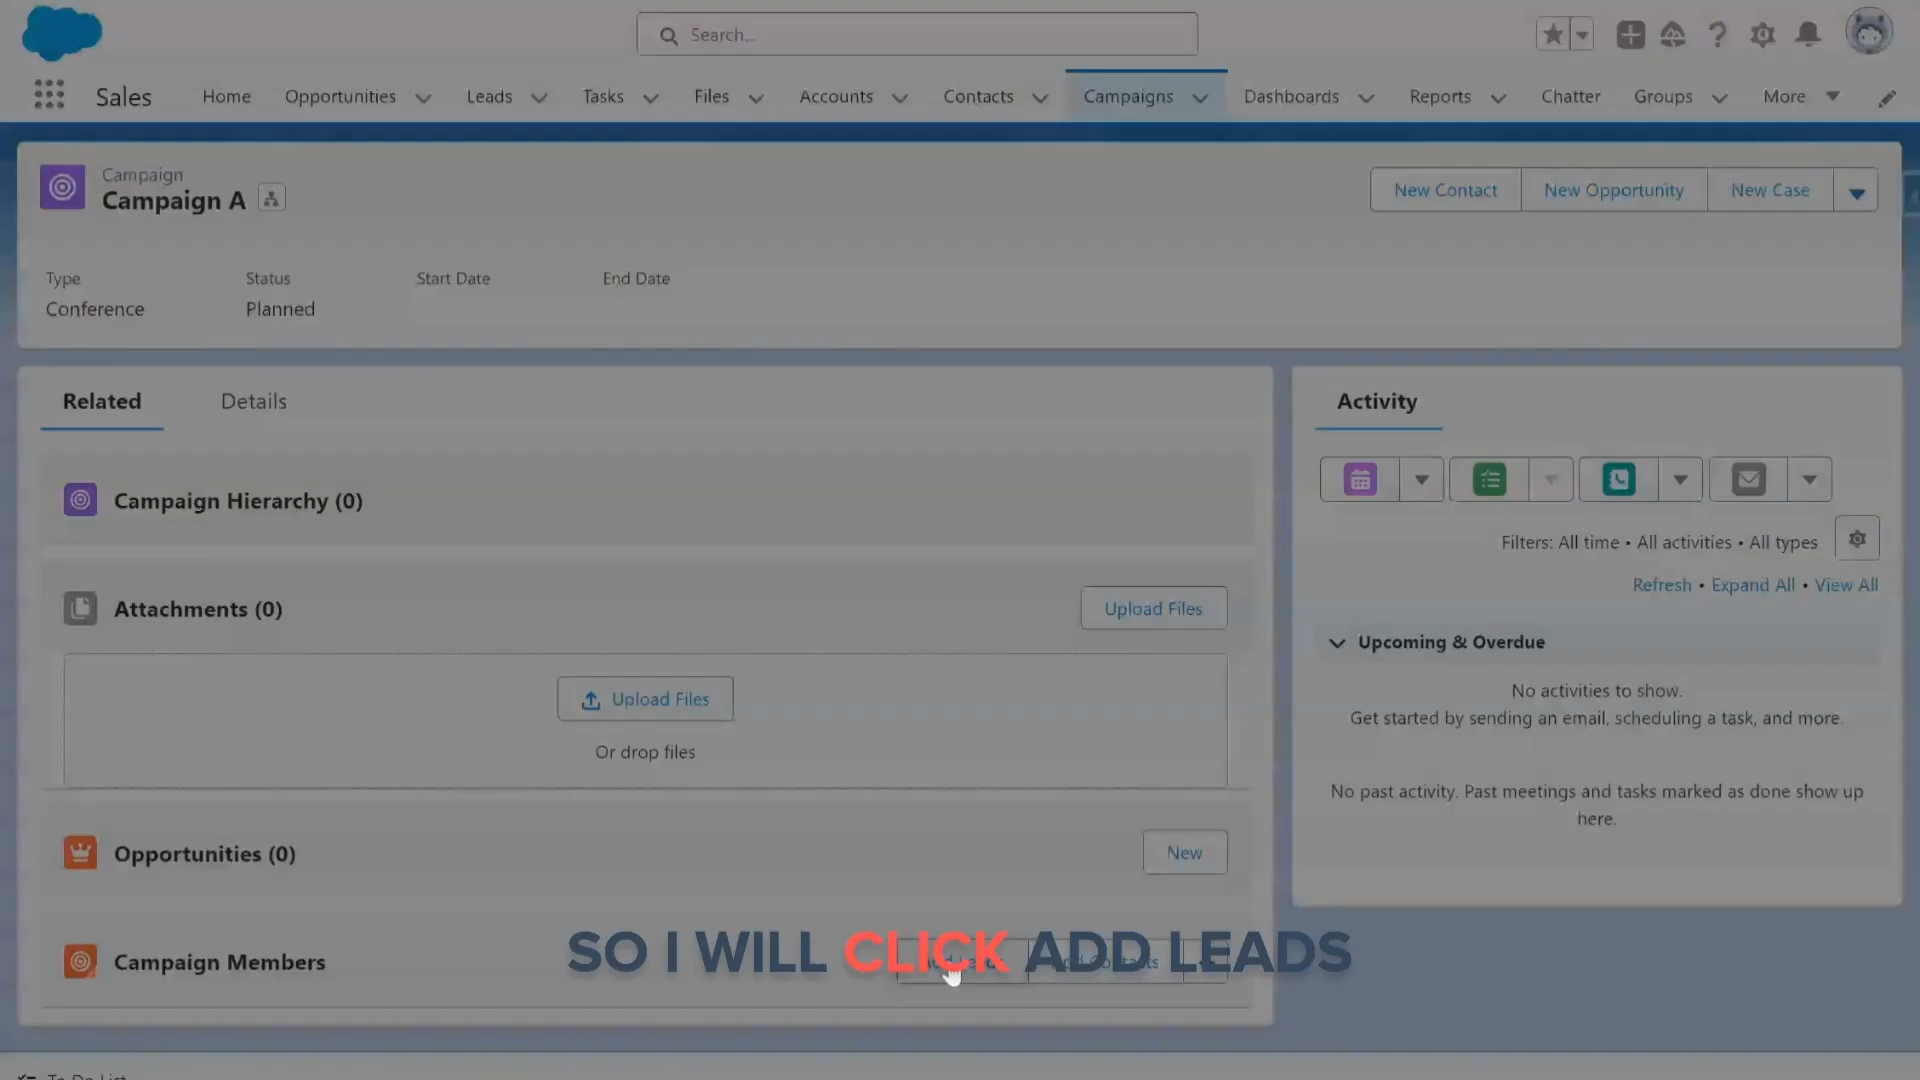 Search...
Sales Home Opportunities Leads Tasks Files Accounts Contacts Campaigns Dashboards Reports Chatter Groups More
Campaign
Campaign A
New Contact New Opportunity New Case
Type Status Start Date End Date
Conference Planned
Related Details
Activity
Campaign Hierarchy (0)
Filters: All time • All activities • All types
Refresh • Expand All • View All
Attachments (0)
Upload Files
Upcoming & Overdue
Upload Files
Or drop files
No activities to show.
Get started by sending an email, scheduling a task, and more.
No past activity. Past meetings and tasks marked as done show up
here.
Opportunities (0)
New
Campaign Members
SO I WILL CLICK ADD LEADS
To Do List